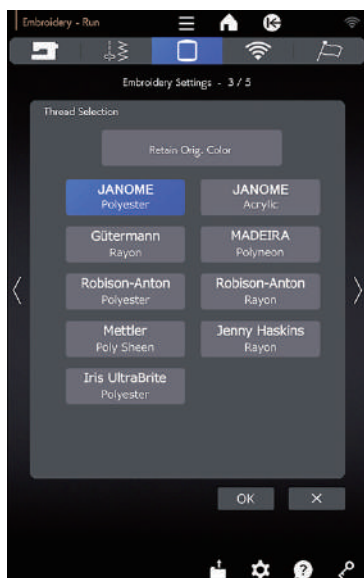 Embroidery - Run
Embroidery Settings - 3 / 5
Thread Selection
Retain Orig. Color
JANOME
Polyester
JANOME
Acrylic
Gütermann
Rayon
MADEIRA
Polyneon
Robison-Anton
Polyester
Robison-Anton
Rayon
Mettler
Poly Sheen
Jenny Haskins
Rayon
Iris UltraBrite
Polyester
OK